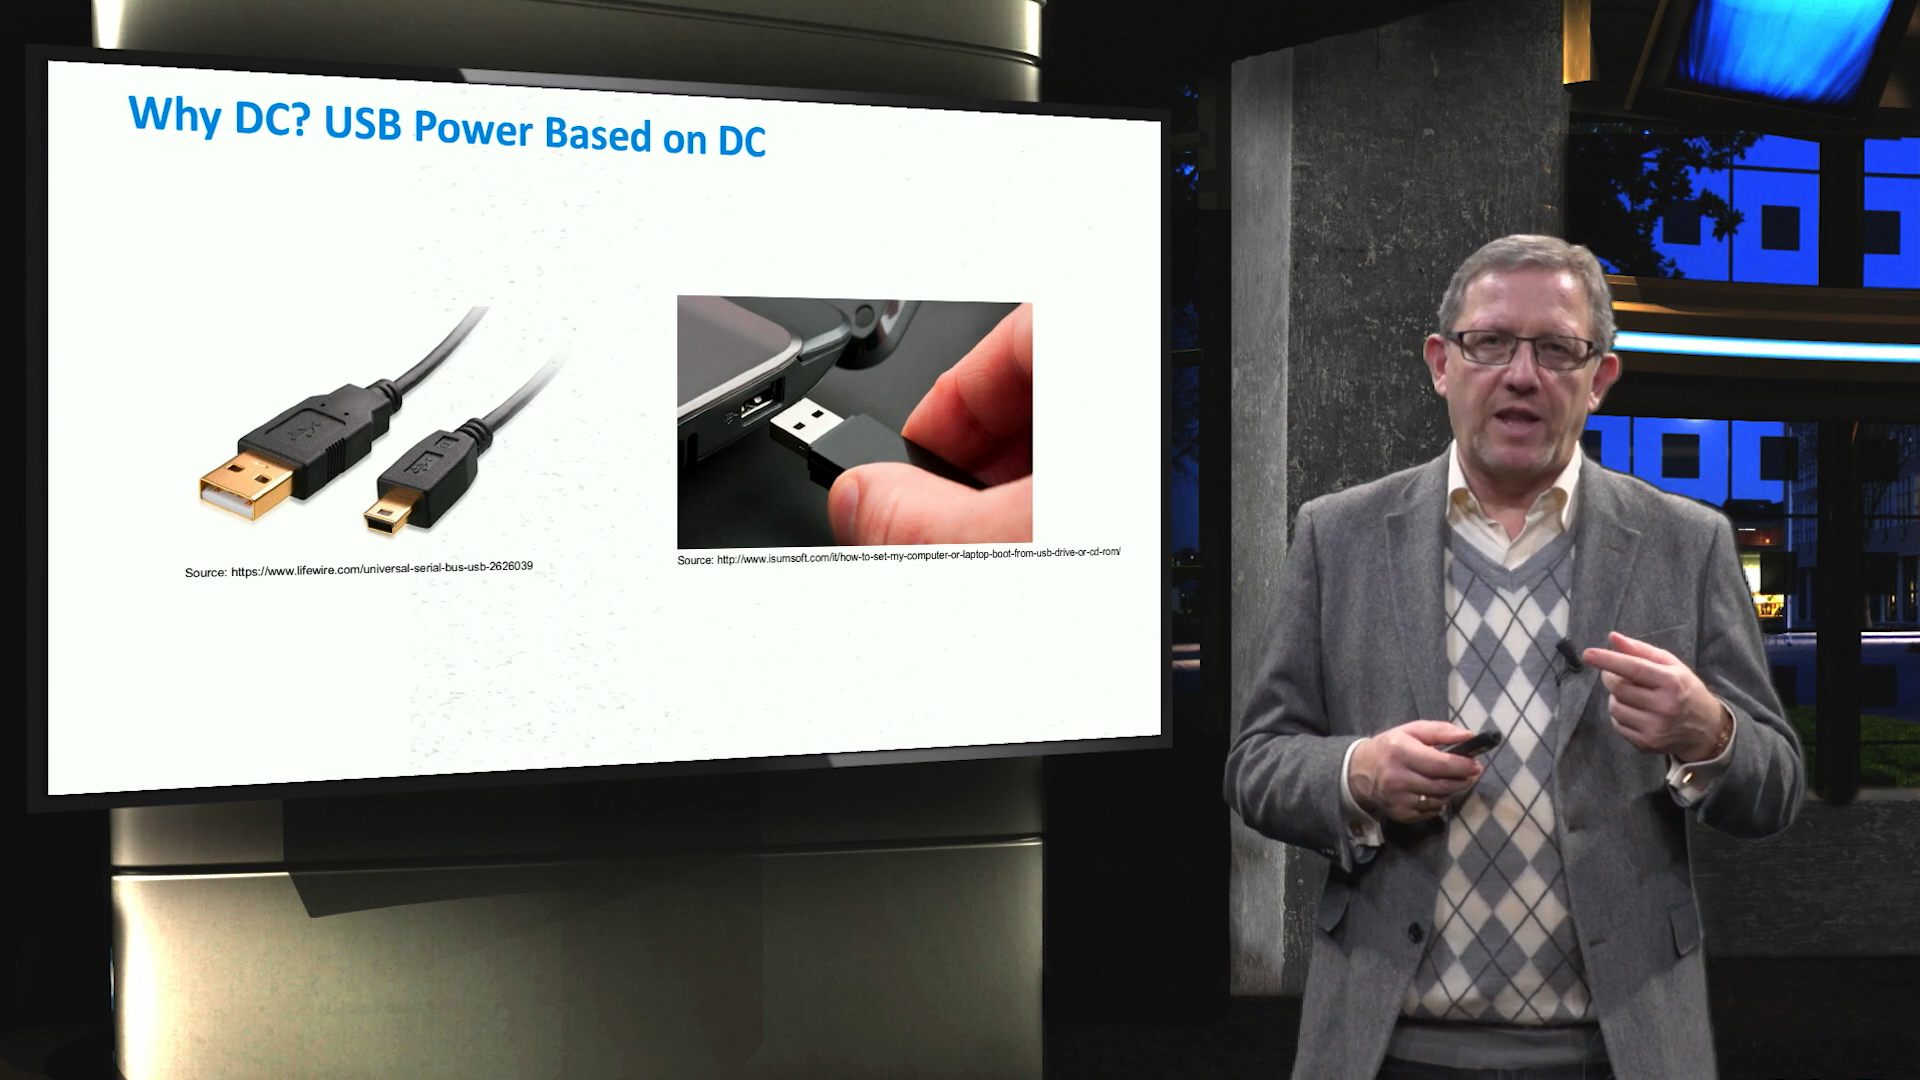 Why DC? USB Power Based on DC
Source: https://www.lifewire.com/universal-serial-bus-usb-2626039
Source: http://www.isumsoft.com/it/how-to-set-my-computer-or-laptop-boot-from-usb-drive-or-cd-rom/